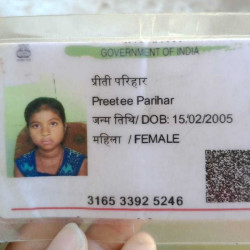 GOVERNMENT OF INDIA
प्रीती परिहार
Preetee Parihar
जन्म तिथि/ DOB: 15/02/2005
महिला / FEMALE
3165 3392 5246